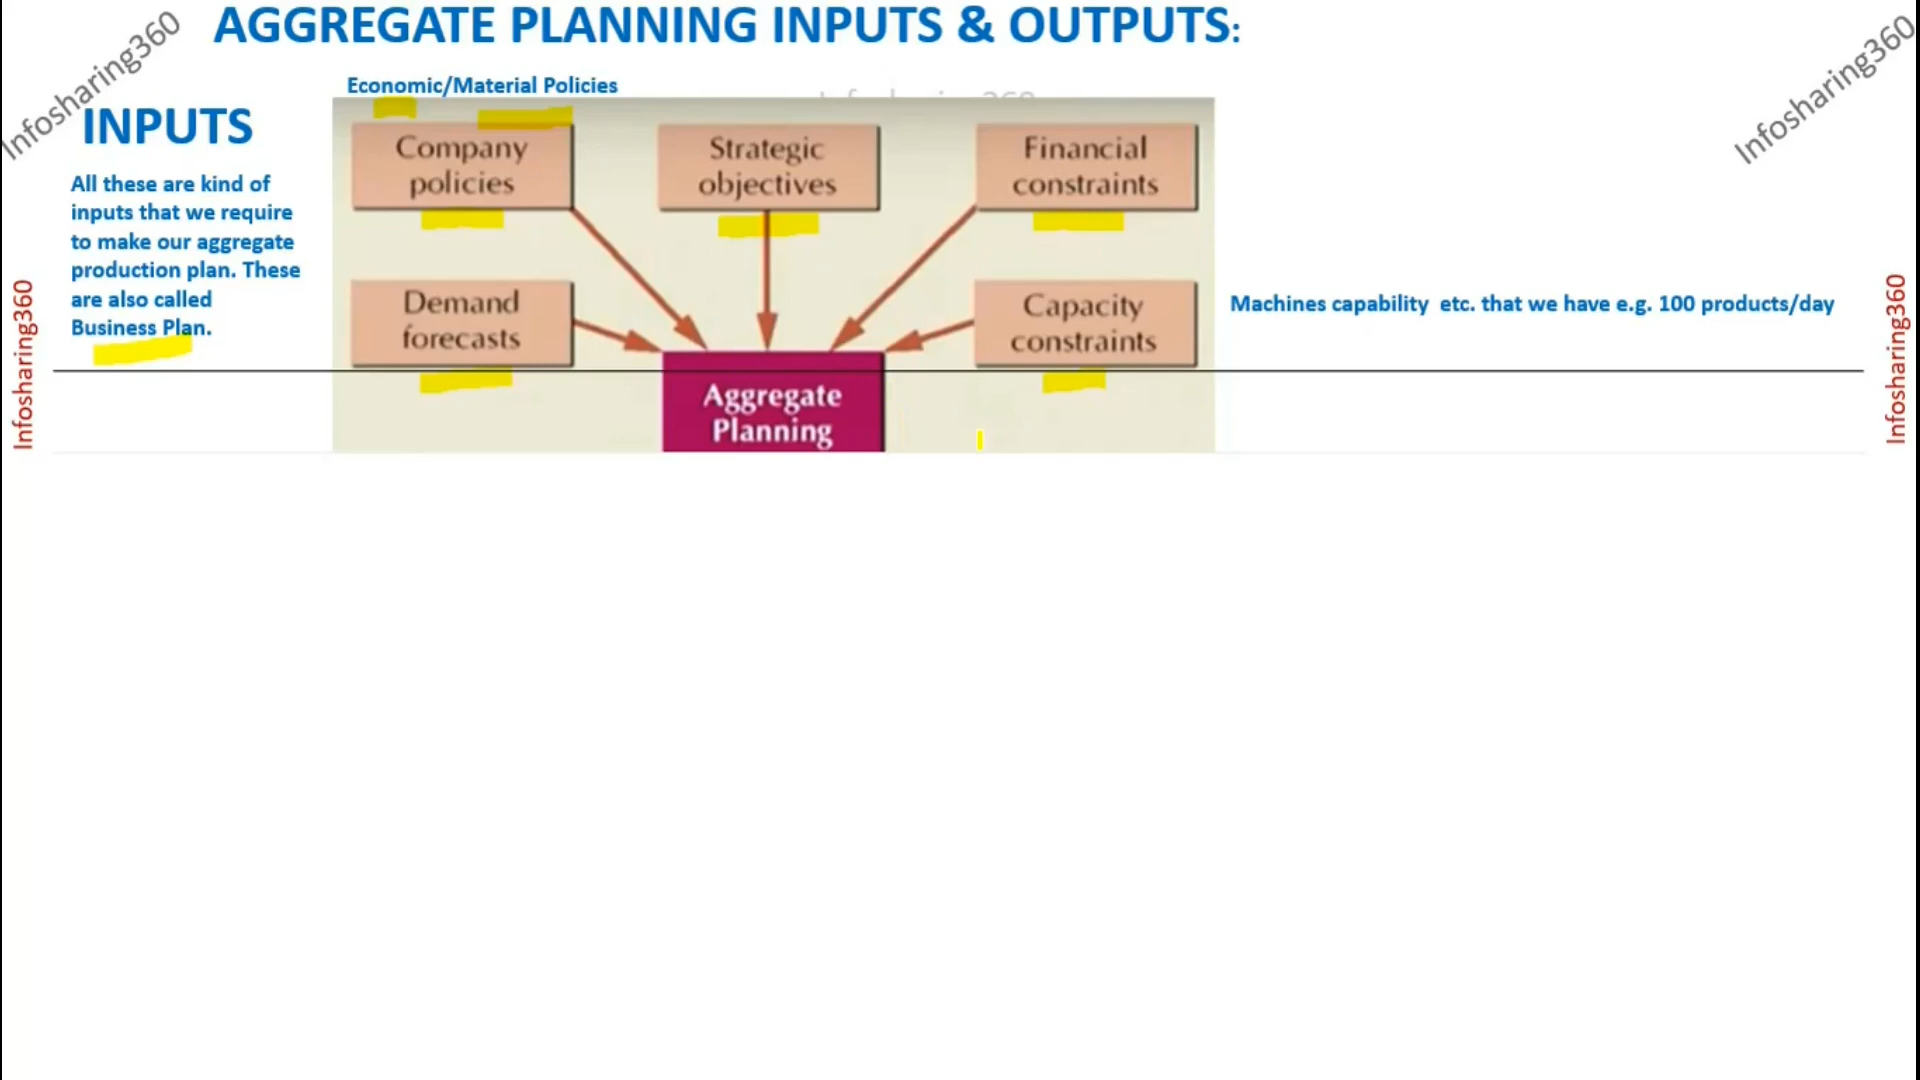 AGGREGATE PLANNING INPUTS & OUTPUTS:
Infosharing360
Infosharing360
Economic/Material Policies
INPUTS
All these are kind of
inputs that we require
to make our aggregate
production plan. These
are also called
Business Plan.
Company
policies
Strategic
objectives
Financial
constraints
Demand
forecasts
Capacity
constraints
Machines capability etc. that we have e.g. 100 products/day
Aggregate
Planning
Infosharing360
Infosharing360